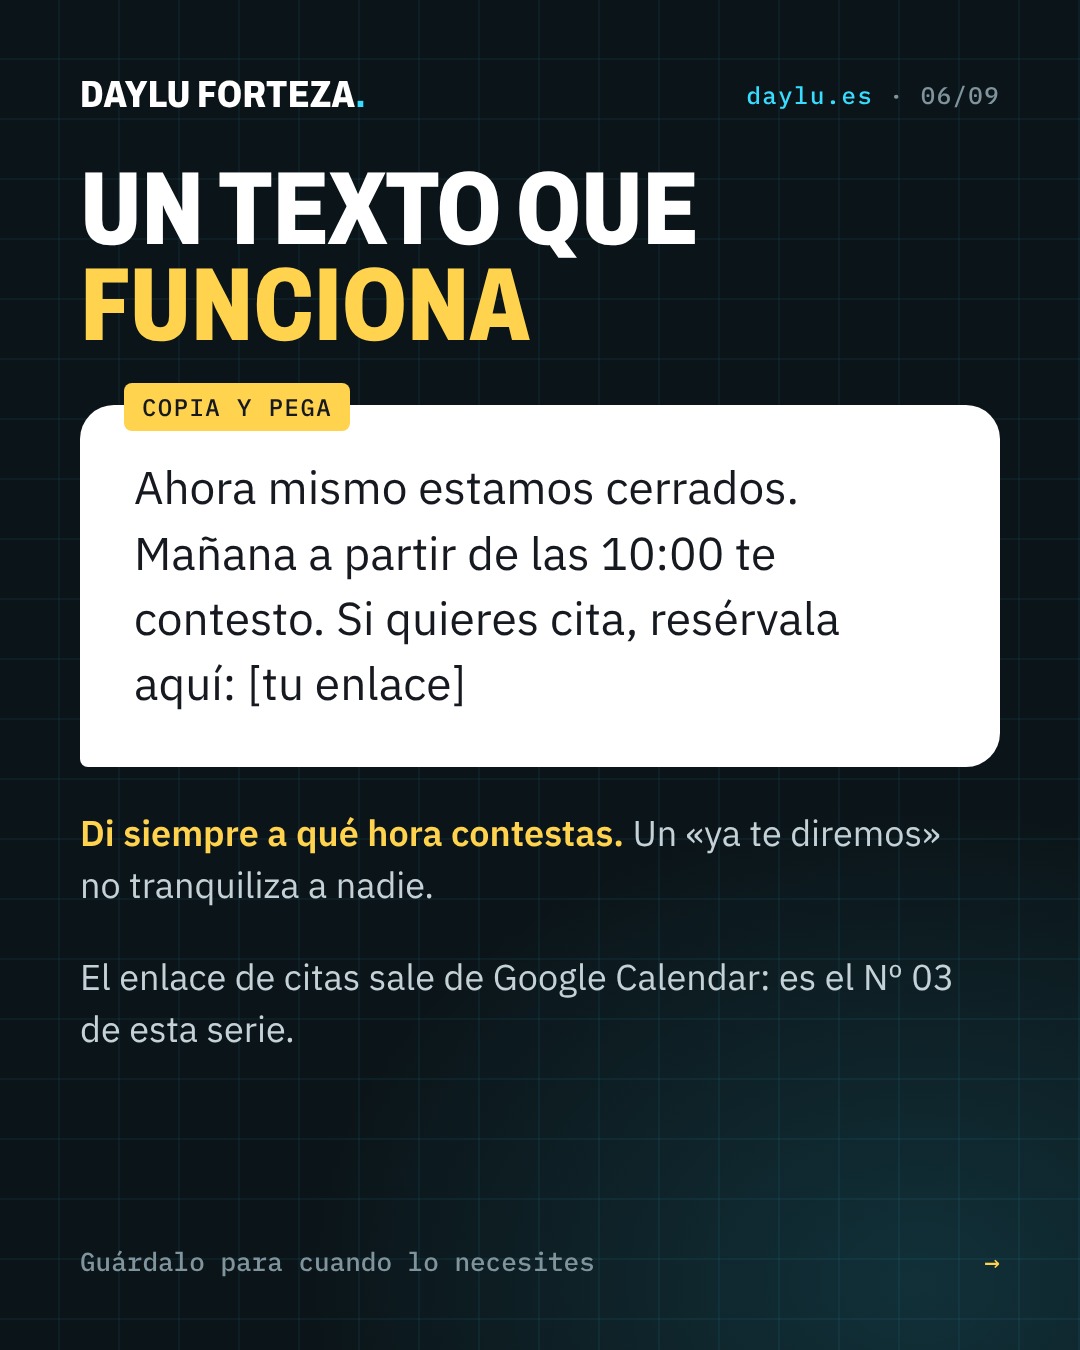 DAYLU FORTEZA.
daylu.es · 06/09
UN TEXTO QUE
FUNCIONA
COPIA Y PEGA
Ahora mismo estamos cerrados.
Mañana a partir de las 10:00 te
contesto. Si quieres cita, resérvala
aquí: [tu enlace]
Di siempre a qué hora contestas. Un «ya te diremos»
no tranquiliza a nadie.
El enlace de citas sale de Google Calendar: es el Nº 03
de esta serie.
Guárdalo para cuando lo necesites →